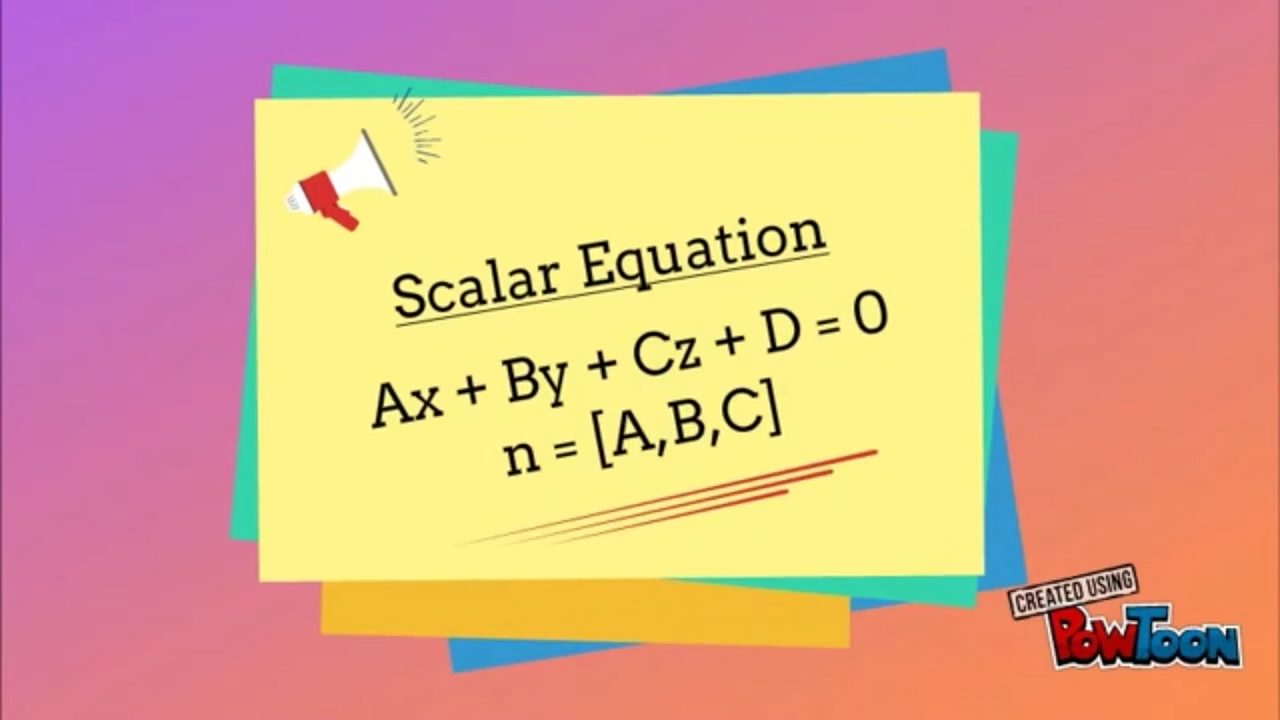 Scalar Equation
Ax + By + Cz + D = 0
n = [A,B,C]
CREATED USING
POWTOON